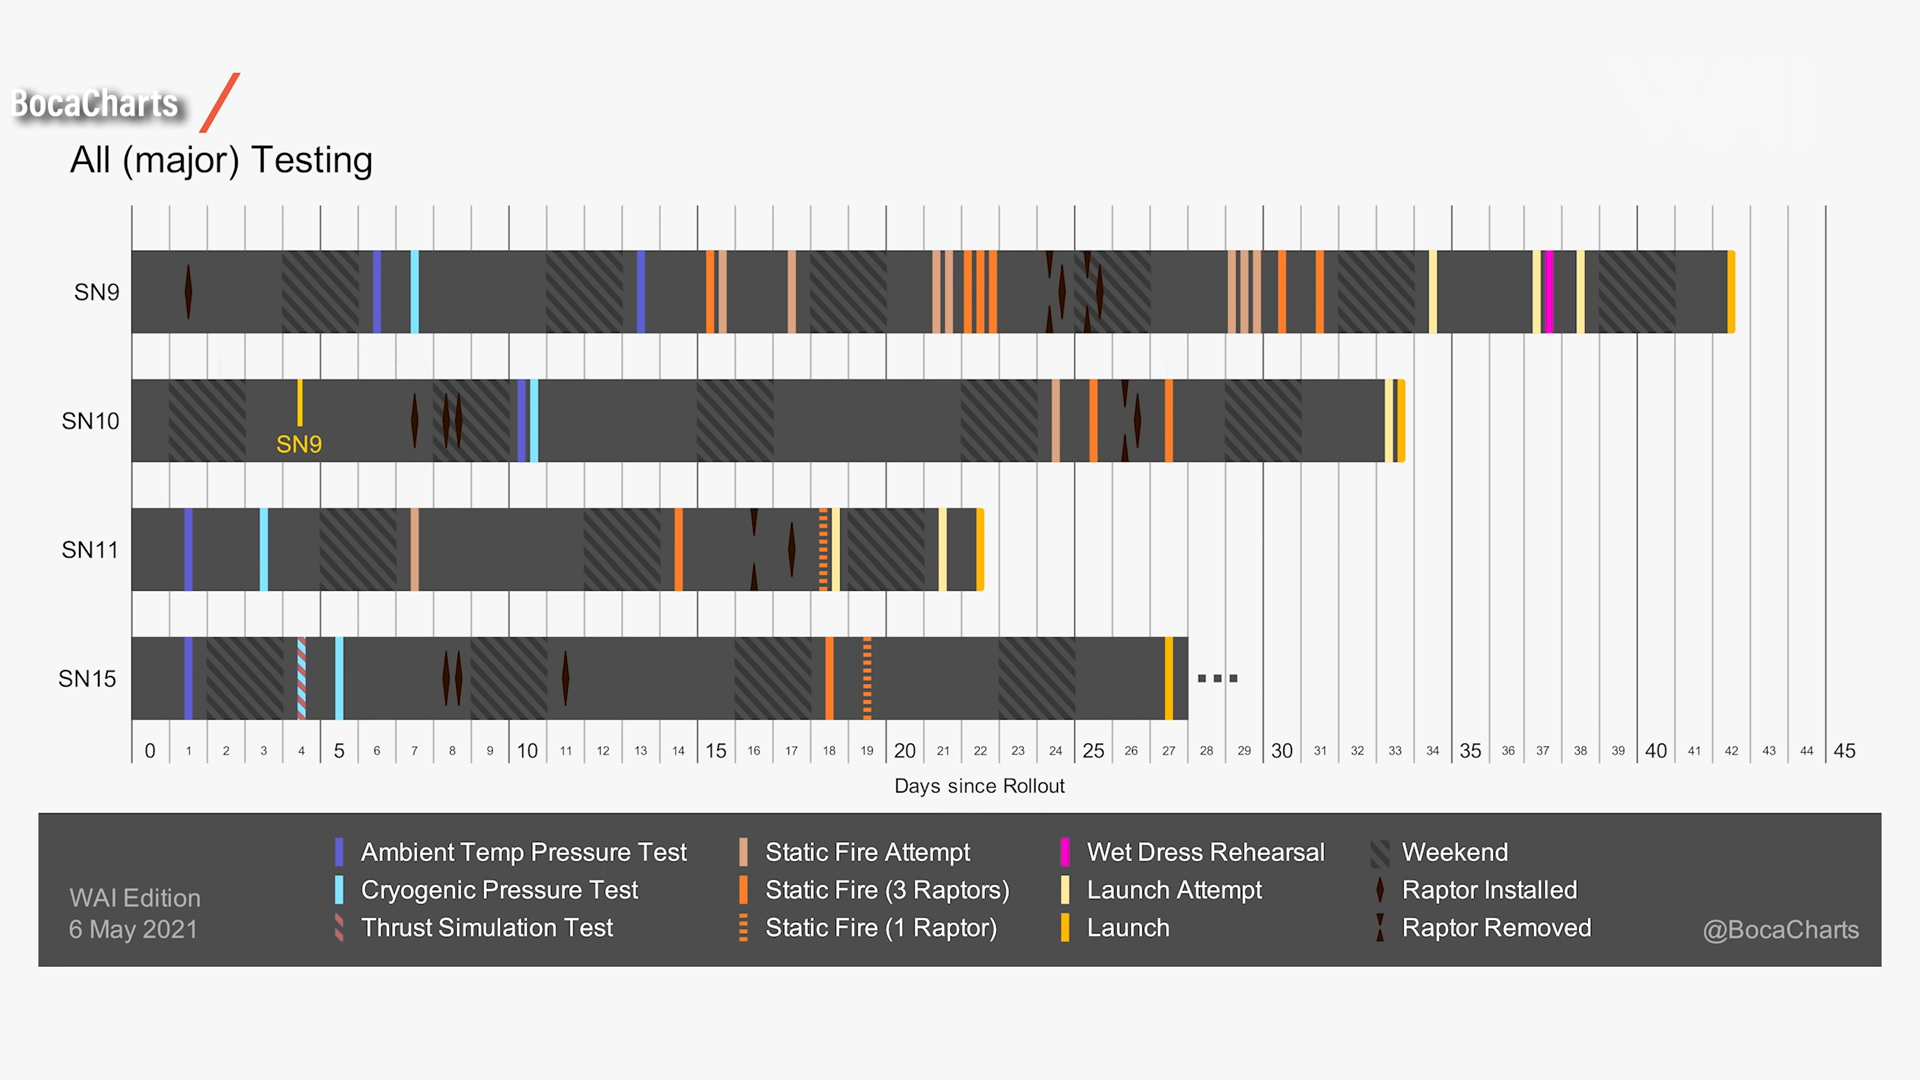 BocaCharts
All (major) Testing
SN9
SN10
SN9
SN11
SN15
0 1 2 3 4 5 6 7 8 9 10 11 12 13 14 15 16 17 18 19 20 21 22 23 24 25 26 27 28 29 30 31 32 33 34 35 36 37 38 39 40 41 42 43 44 45
Days since Rollout
WAI Edition
6 May 2021
Ambient Temp Pressure Test
Cryogenic Pressure Test
Thrust Simulation Test
Static Fire Attempt
Static Fire (3 Raptors)
Static Fire (1 Raptor)
Wet Dress Rehearsal
Launch Attempt
Launch
Weekend
Raptor Installed
Raptor Removed
@BocaCharts